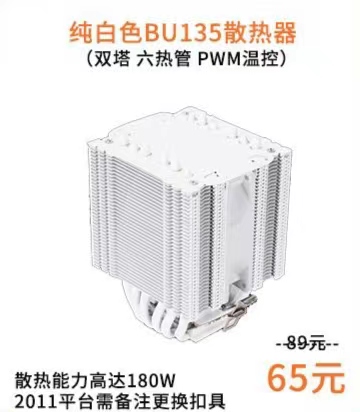 纯白色BU135散热器
（双塔 六热管 PWM温控）
--89元--
散热能力高达180W
65元
2011平台需备注更换扣具